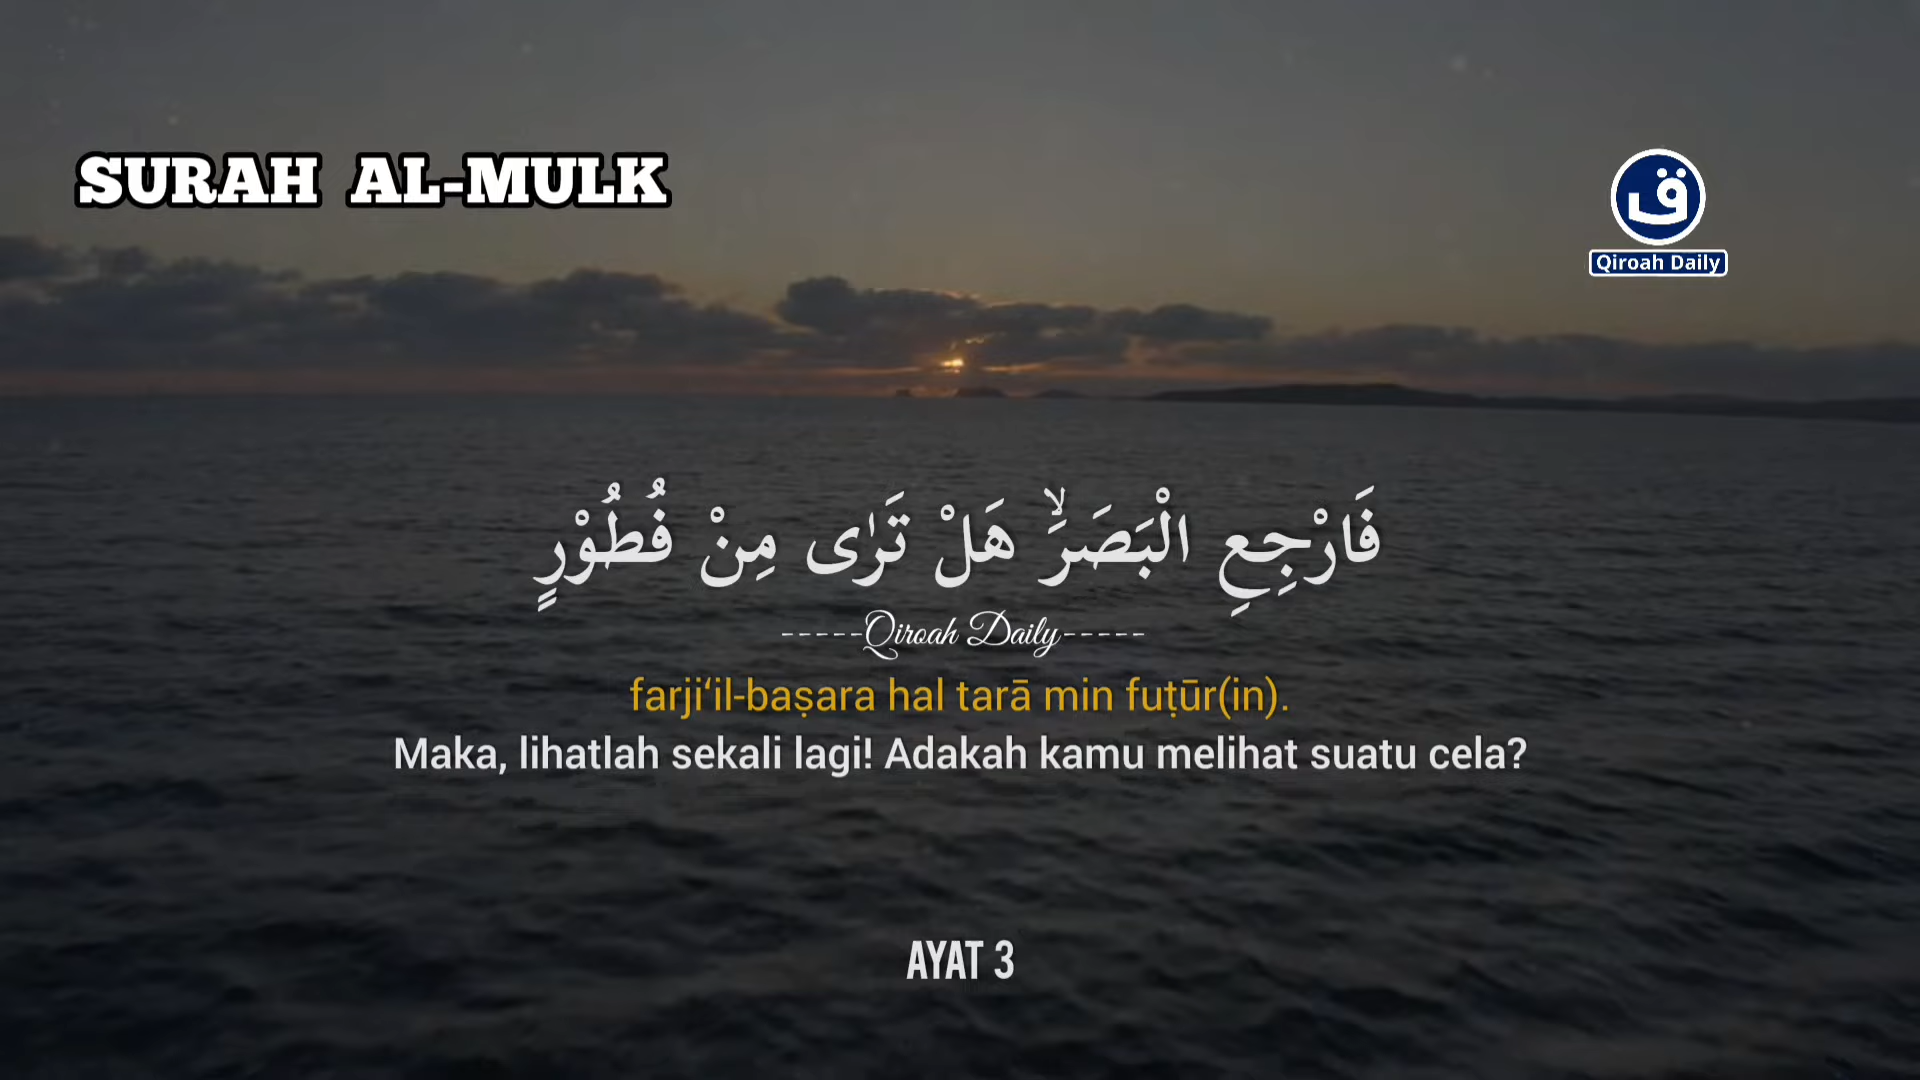 SURAH AL-MULK
ق
Qiroah Daily
فَارْجِعِ الْبَصَرَۙ هَلْ تَرٰى مِنْ فُطُوْرٍ
-----Qiroah Daily-----
farji‘il-baṣara hal tarā min fuṭūr(in).
Maka, lihatlah sekali lagi! Adakah kamu melihat suatu cela?
AYAT 3